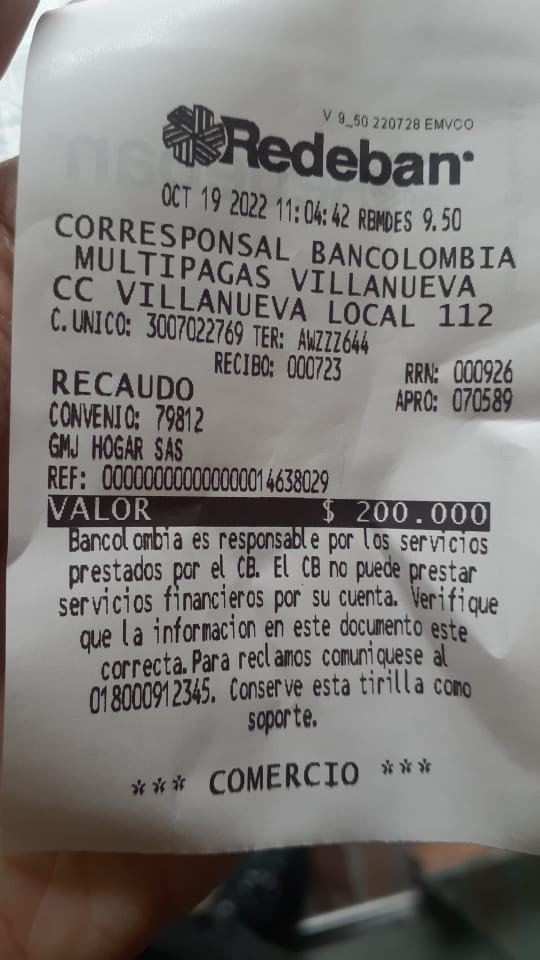 V 9_50 220728 EMVCO
Redeban
OCT 19 2022 11:04:42 RBMDES 9.50
CORRESPONSAL BANCOLOMBIA
MULTIPAGAS VILLANUEVA
CC VILLANUEVA LOCAL 112
C. UNICO: 3007022769 TER: AWZZZ644
RECIBO: 000723 RRN: 000926
RECAUDO APRO: 070589
CONVENIO: 79812
GMJ HOGAR SAS
REF: 000000000000000014638029
VALOR $ 200.000
Bancolombia es responsable por los servicios
prestados por el CB. El CB no puede prestar
servicios financieros por su cuenta. Verifique
que la informacion en este documento este
correcta. Para reclamos comuniquese al
018000912345. Conserve esta tirilla como
soporte.
*** COMERCIO ***